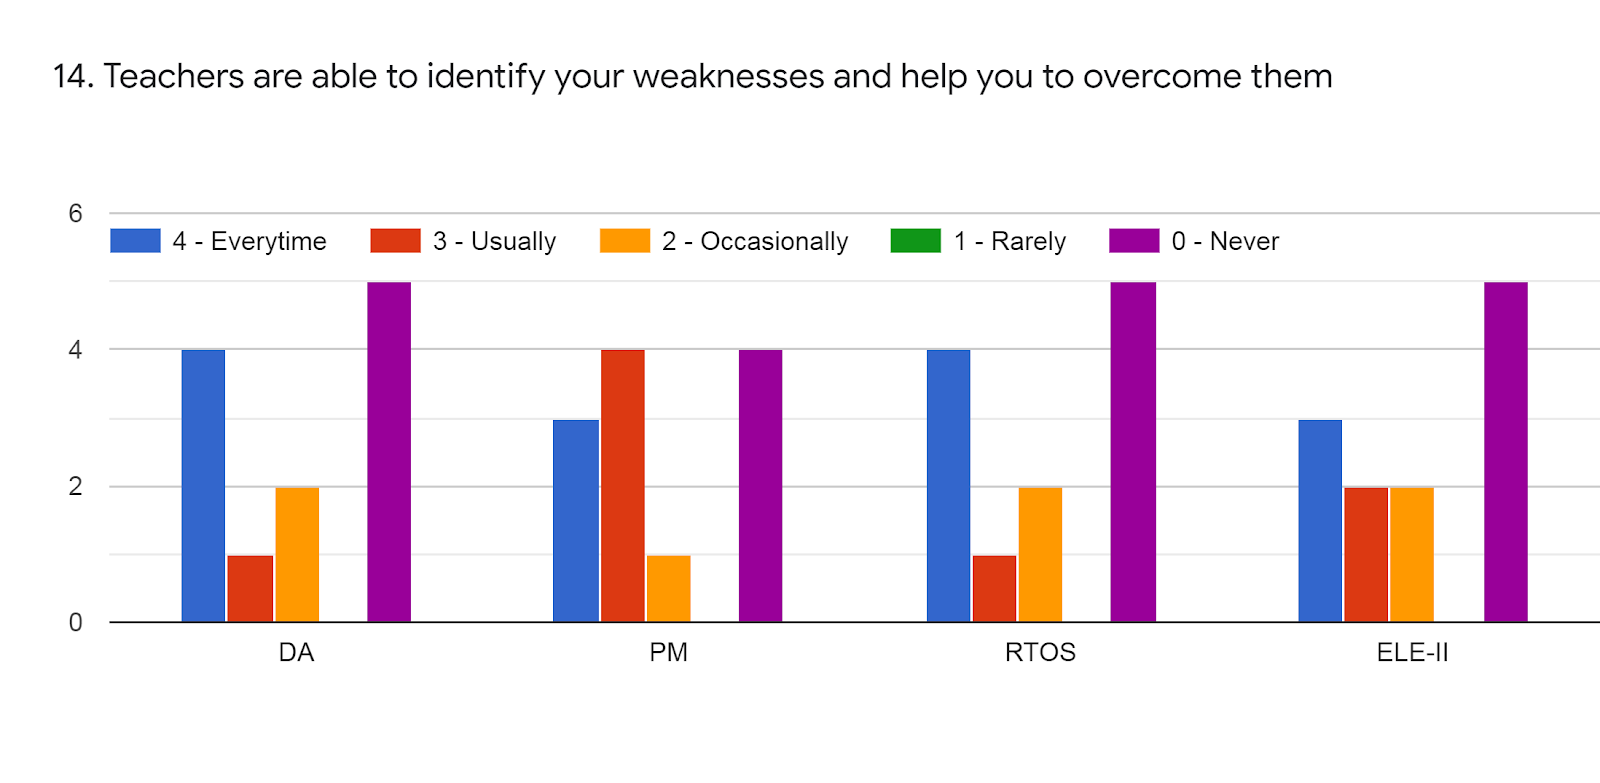 14. Teachers are able to identify your weaknesses and help you to overcome them
6
4 - Everytime 3 - Usually 2 - Occasionally 1 - Rarely 0 - Never
4
2
0
DA PM RTOS ELE-II